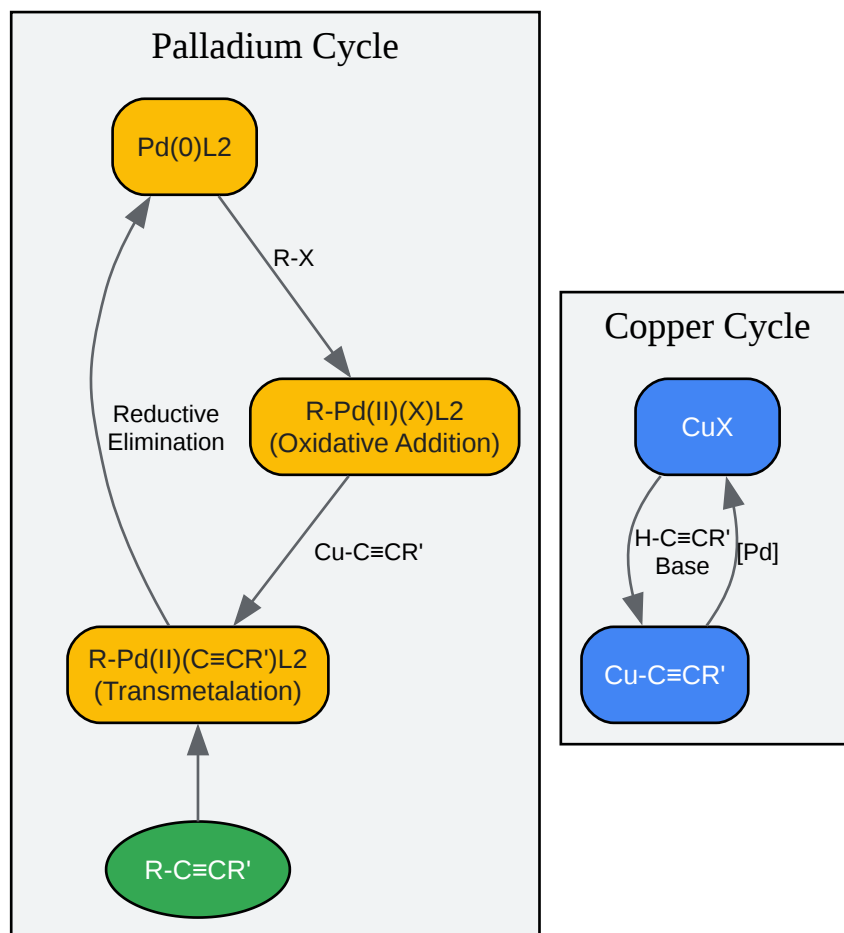 Palladium Cycle
Pd(0)L2
R-X
R-Pd(II)(X)L2
(Oxidative Addition)
Reductive
Elimination
Cu-C≡CR'
R-Pd(II)(C≡CR')L2
(Transmetalation)
R-C≡CR'
Copper Cycle
CuX
H-C≡CR'
Base
[Pd]
Cu-C≡CR'